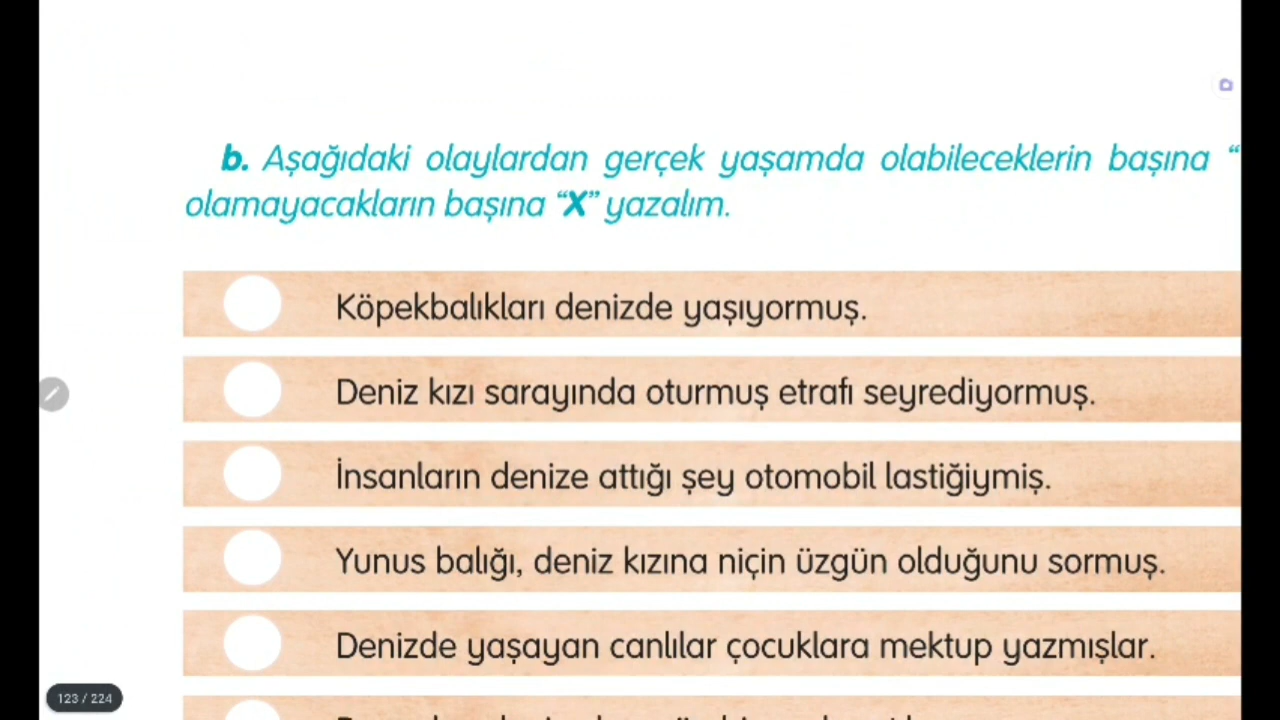 b. Aşağıdaki olaylardan gerçek yaşamda olabileceklerin başına “
olamayacakların başına “X” yazalım.
Köpekbalıkları denizde yaşıyormuş.
Deniz kızı sarayında oturmuş etrafı seyrediyormuş.
İnsanların denize attığı şey otomobil lastiğiymiş.
Yunus balığı, deniz kızına niçin üzgün olduğunu sormuş.
Denizde yaşayan canlılar çocuklara mektup yazmışlar.
123 / 224